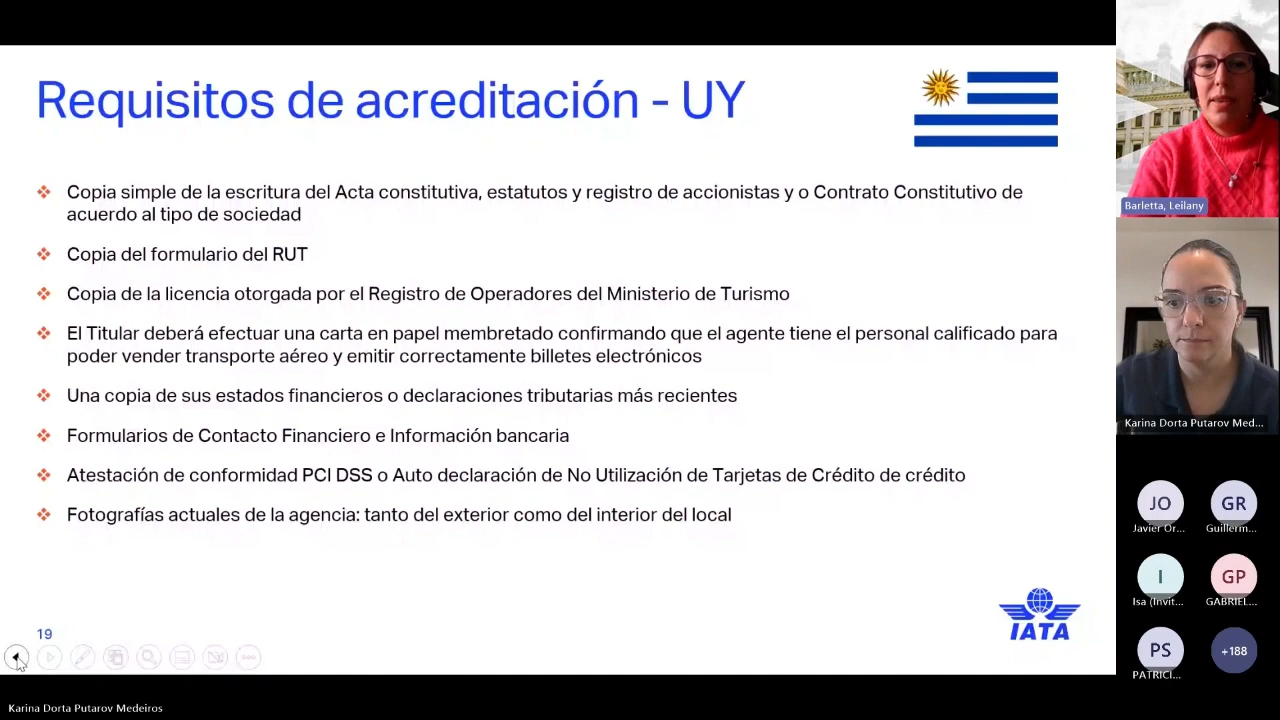 Requisitos de acreditación - UY
Copia simple de la escritura del Acta constitutiva, estatutos y registro de accionistas y o Contrato Constitutivo de
acuerdo al tipo de sociedad
Copia del formulario del RUT
Copia de la licencia otorgada por el Registro de Operadores del Ministerio de Turismo
El Titular deberá efectuar una carta en papel membretado confirmando que el agente tiene el personal calificado para
poder vender transporte aéreo y emitir correctamente billetes electrónicos
Una copia de sus estados financieros o declaraciones tributarias más recientes
Formularios de Contacto Financiero e Información bancaria
Atestación de conformidad PCI DSS o Auto declaración de No Utilización de Tarjetas de Crédito de crédito
Fotografías actuales de la agencia: tanto del exterior como del interior del local
IATA
19
Karina Dorta Putarov Medeiros
Barletta, Leilany
Karina Dorta Putarov Med...
JO GR
Javier Or... Guillerm...
I GP
Isa (Invit... GABRIEL...
PS +188
PATRICI...